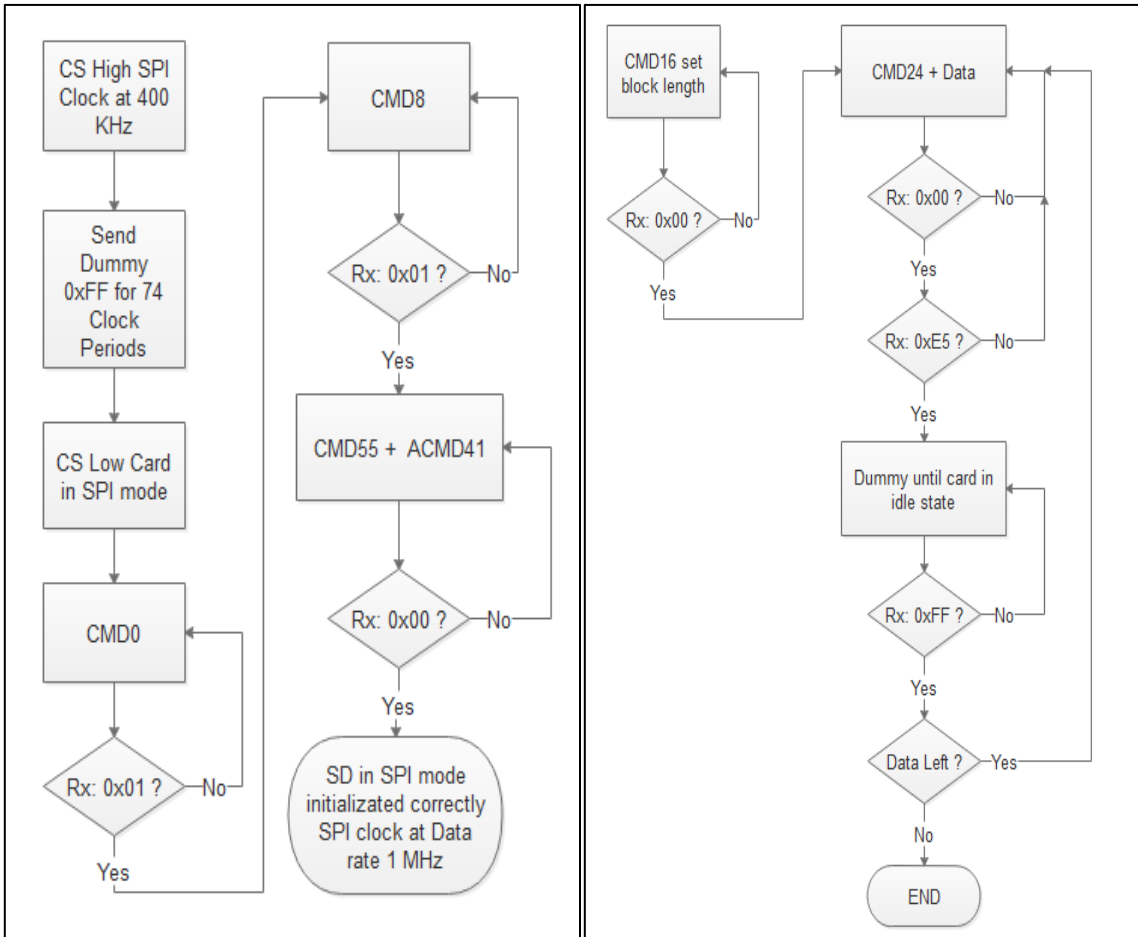 CS High SPI
Clock at 400
KHz
Send
Dummy
0xFF for 74
Clock
Periods
CS Low Card
in SPI mode
CMD0
Rx: 0x01 ?
No
Yes
CMD8
Rx: 0x01 ?
No
Yes
CMD55 + ACMD41
Rx: 0x00 ?
No
Yes
SD in SPI mode
initializated correctly
SPI clock at Data
rate 1 MHz
CMD16 set
block length
Rx: 0x00 ?
No
Yes
CMD24 + Data
Rx: 0x00 ?
No
Yes
Rx: 0xE5 ?
No
Yes
Dummy until card in
idle state
Rx: 0xFF ?
No
Yes
Data Left ?
Yes
No
END